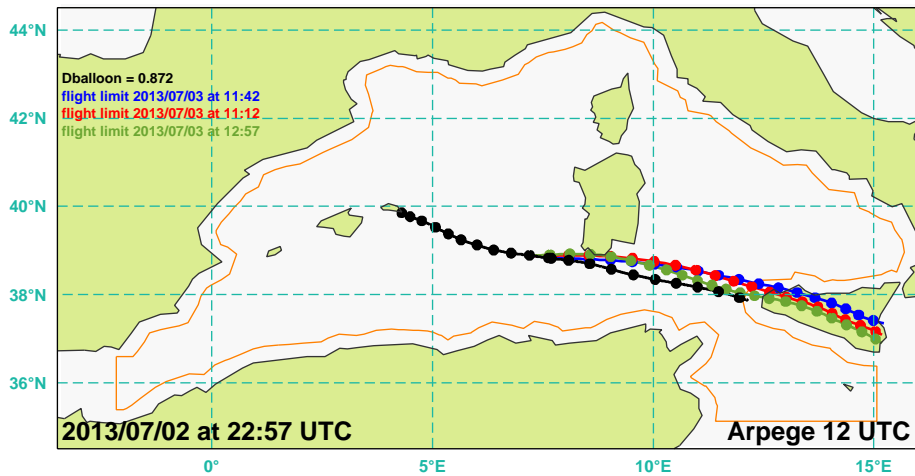 44°N
Dballoon = 0.872
flight limit 2013/07/03 at 11:42
flight limit 2013/07/03 at 11:12
flight limit 2013/07/03 at 12:57
42°N
40°N
38°N
36°N
2013/07/02 at 22:57 UTC
Arpege 12 UTC
0°
5°E
10°E
15°E